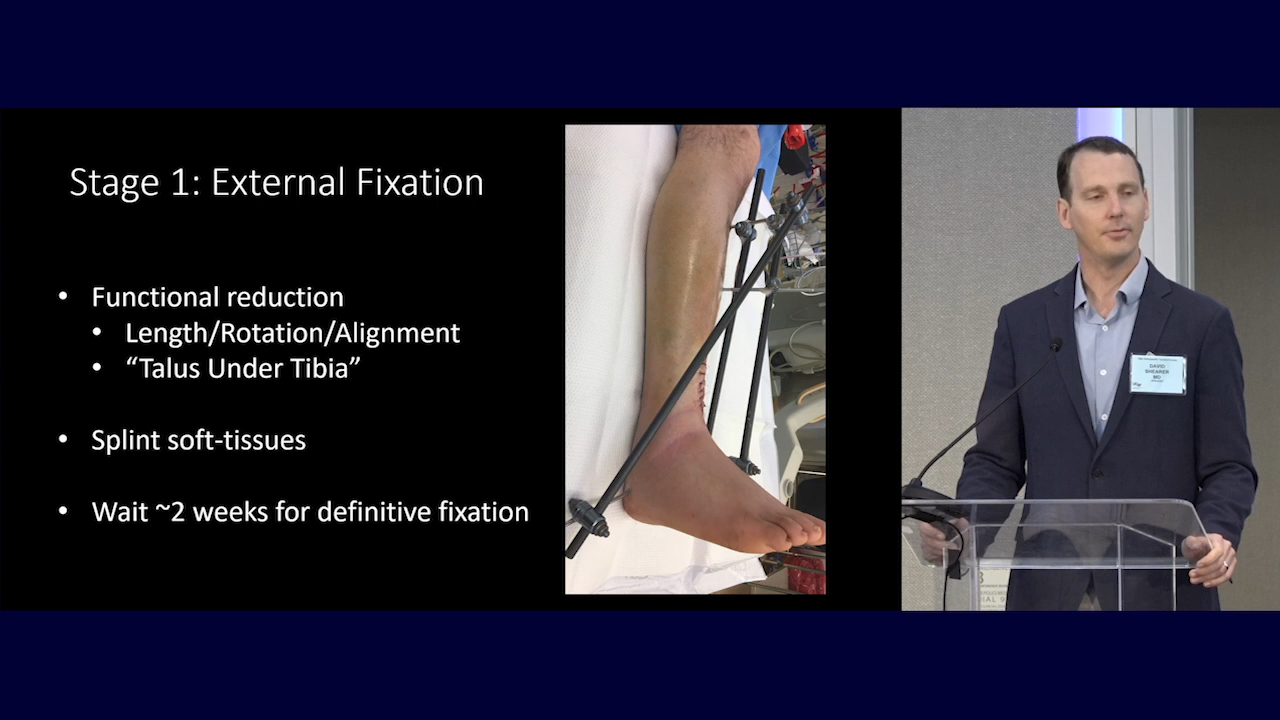 Stage 1: External Fixation
• Functional reduction
• Length/Rotation/Alignment
• “Talus Under Tibia”
• Splint soft-tissues
• Wait ~2 weeks for definitive fixation
DAVID
SHEARER
MD